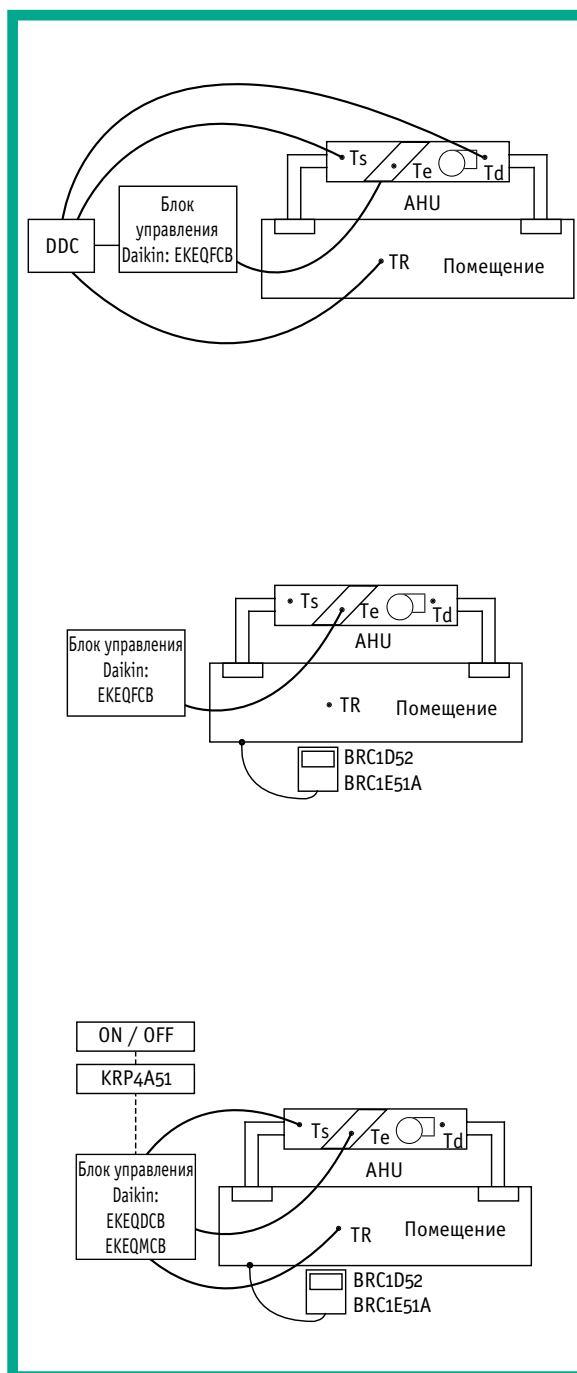 Ts
Te
Td
AHU
DDC
Блок
управления
Daikin: EKEQFCB
TR
Помещение
Ts
Te
Td
AHU
Блок управления
Daikin:
EKEQFCB
TR
Помещение
BRC1D52
BRC1E51A
ON / OFF
KRP4A51
Ts
Te
Td
AHU
Блок управления
Daikin:
EKEQDCB
EKEQMCB
TR
Помещение
BRC1D52
BRC1E51A